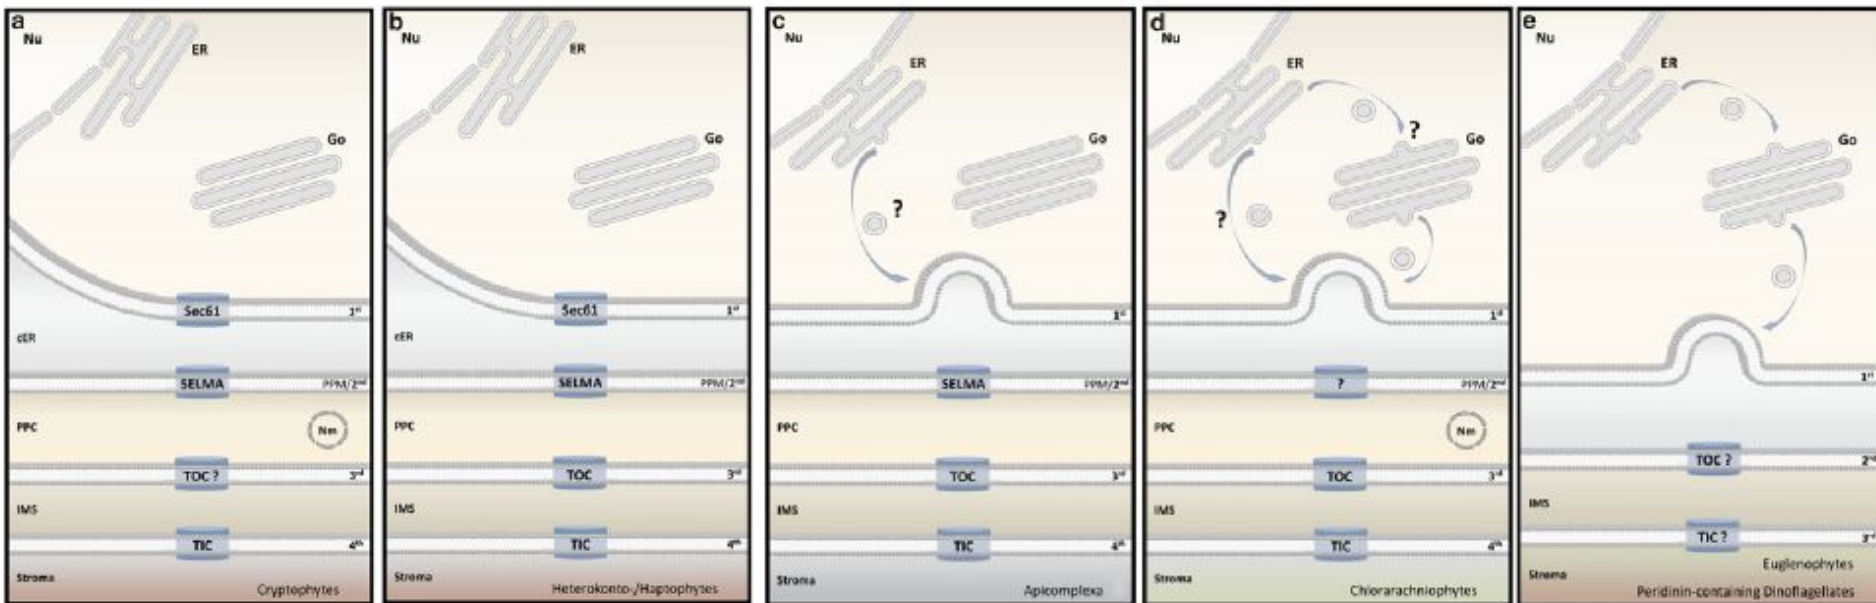 a
Nu
ER
Go
Sec61
1st
cER
SELMA
PPM/2nd
PPC
Nm
TOC ?
3rd
IMS
TIC
4th
Stroma
Cryptophytes
b
Nu
ER
Go
Sec61
1st
cER
SELMA
PPM/2nd
PPC
TOC
3rd
IMS
TIC
4th
Stroma
Heterokonto-/Haptophytes
c
Nu
ER
Go
?
1st
SELMA
PPM/2nd
PPC
TOC
3rd
IMS
TIC
4th
Stroma
Apicomplexa
d
Nu
ER
?
Go
?
1st
?
PPM/2nd
PPC
Nm
TOC
3rd
IMS
TIC
4th
Stroma
Chlorarachniophytes
e
Nu
ER
Go
1st
TOC ?
2nd
IMS
TIC ?
3rd
Stroma
Euglenophytes
Peridinin-containing Dinoflagellates